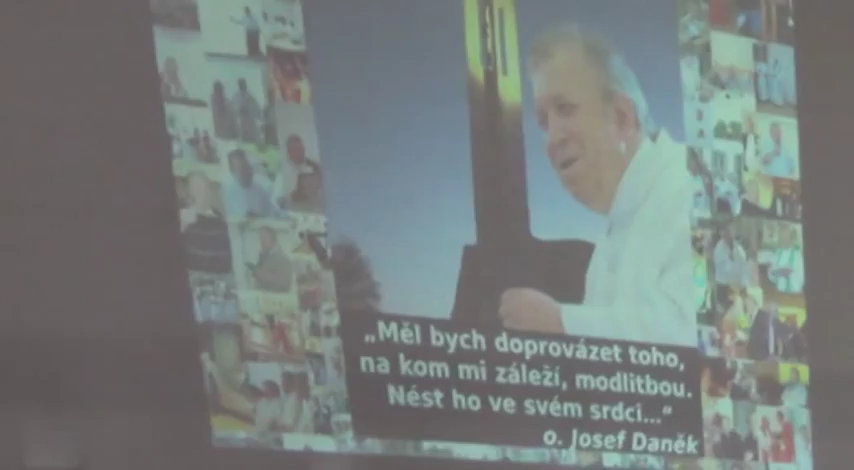 „Měl bych doprovázet toho,
na kom mi záleží, modlitbou.
Nést ho ve svém srdci..."
o. Josef Daněk